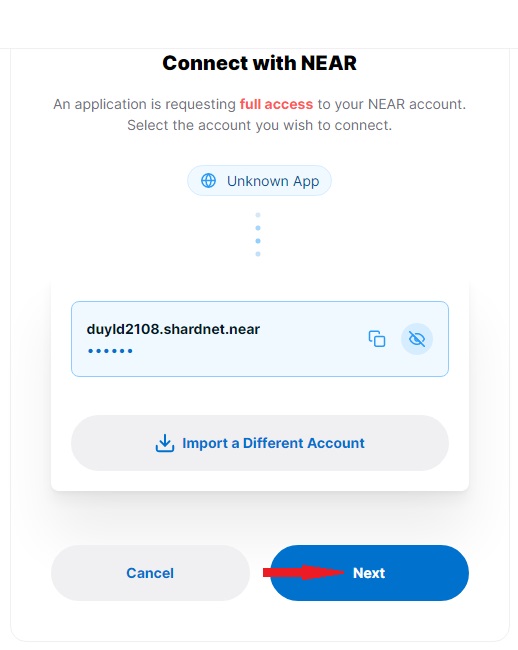 Connect with NEAR
An application is requesting full access to your NEAR account.
Select the account you wish to connect.
Unknown App
duyld2108.shardnet.near
••••••
Import a Different Account
Cancel
Next